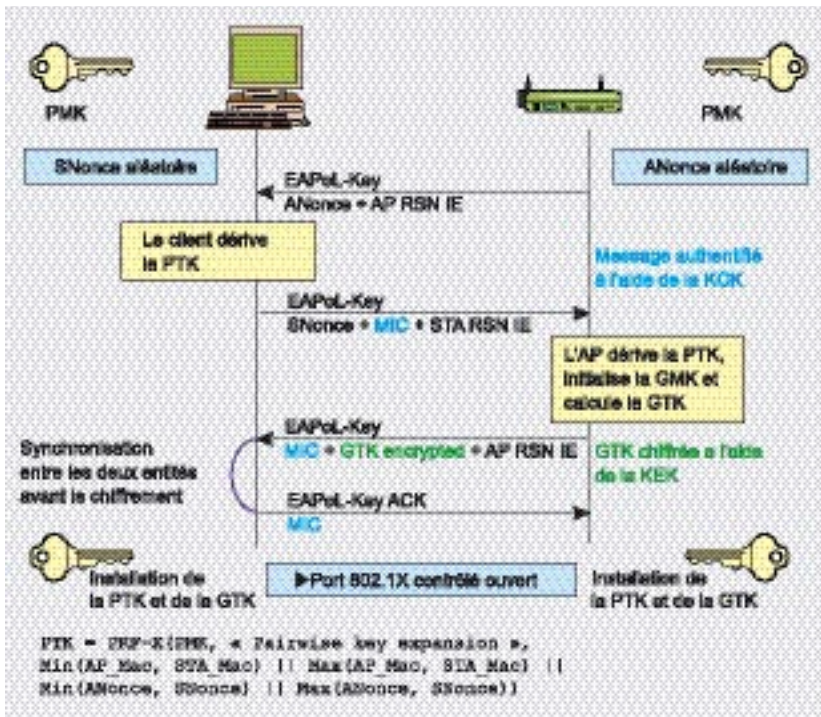 PMK
PMK
SNonce aléatoire
ANonce aléatoire
EAPoL-Key
ANonce + AP RSN IE
Le client dérive
la PTK
Message authentifié
à l'aide de la KCK
EAPoL-Key
SNonce + MIC + STA RSN IE
L'AP dérive la PTK,
initialise la GMK et
calcule la GTK
EAPoL-Key
MIC + GTK encrypted + AP RSN IE
GTK chiffrée a l'aide
de la KEK
Synchronisation
entre les deux entités
avant le chiffrement
EAPoL-Key ACK
MIC
Installation de
la PTK et de la GTK
▶Port 802.1X contrôlé ouvert
Installation de
la PTK et de la GTK
PTK = PRF-X(PMK, « Pairwise key expansion »,
Min(AP_Mac, STA_Mac) || Max(AP_Mac, STA_Mac) ||
Min(ANonce, SNonce) || Max(ANonce, SNonce))